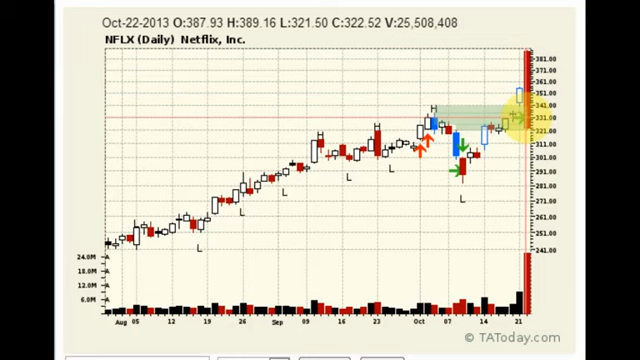 Oct-22-2013 O:387.93 H:389.16 L:321.50 C:322.52 V:25,508,408
NFLX (Daily) Netflix, Inc.
381.00
371.00
361.00
351.00
341.00
331.00
321.00
311.00
301.00
291.00
281.00
271.00
261.00
251.00
241.00
H
H
H
H
L
L
L
L
L
L
24.0M
18.0M
12.0M
6.0M
A
A
A
A
Aug 05 12 19 26 Sep 09 16 23 Oct 07 14 21
© TAToday.com